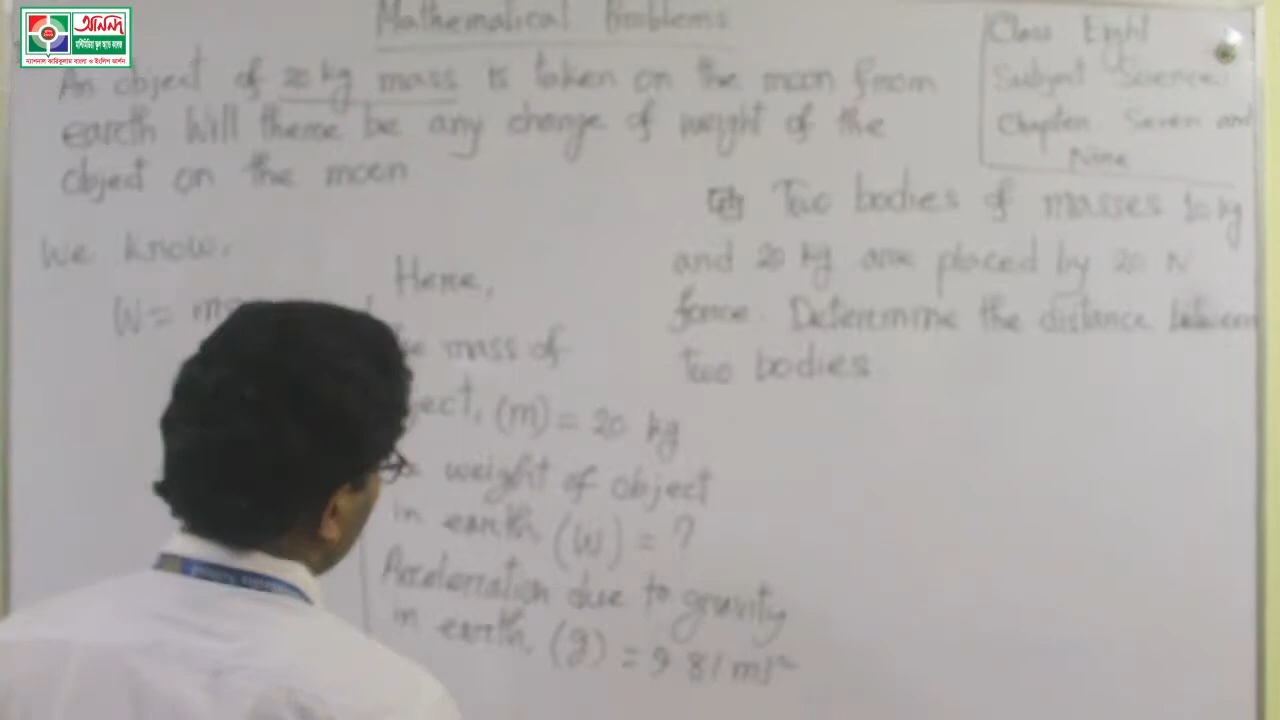 আনন্দ
মাল্টিমিডিয়া স্কুল অ্যান্ড কলেজ
ন্যাশনাল কারিকুলাম বাংলা ও ইংলিশ ভার্শন
Mathematical Problems
Class Eight
Subject Science
Chapter Seven and
Nine
An object of 20 kg mass is taken on the moon from
earth Will there be any change of weight of the
object on the moon
We know,
W = m
Here,
mass of
(m) = 20 kg
weight of object
in earth (W) = ?
Acceleration due to gravity
in earth, (g) = 9 81 m/s²
Two bodies of masses 10 kg
and 20 kg are placed by 20 N
force. Determine the distance between
two bodies